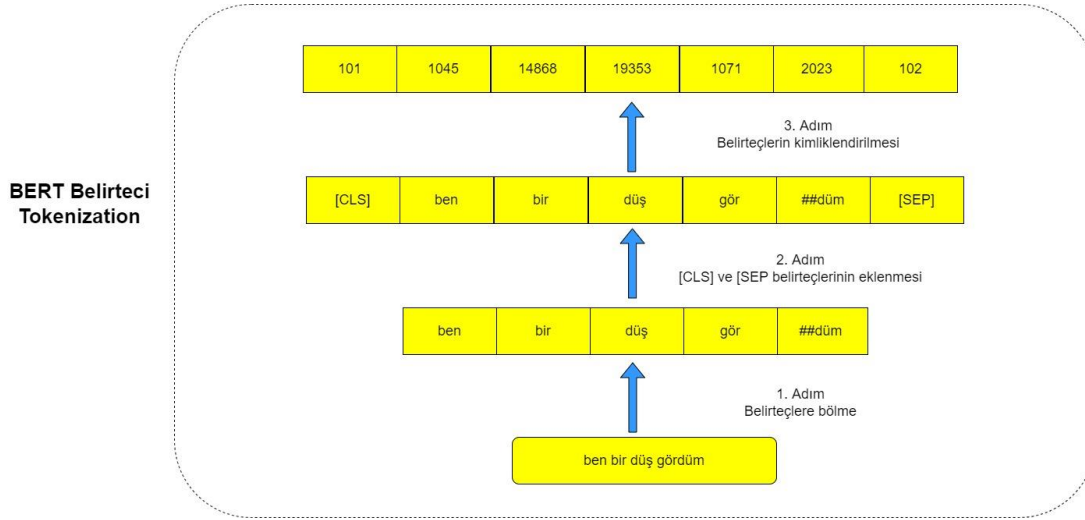 101 1045 14868 19353 1071 2023 102
3. Adım
Belirteçlerin kimliklendirilmesi
BERT Belirteci
Tokenization
[CLS] ben bir düş gör ##düm [SEP]
2. Adım
[CLS] ve [SEP belirteçlerinin eklenmesi
ben bir düş gör ##düm
1. Adım
Belirteçlere bölme
ben bir düş gördüm